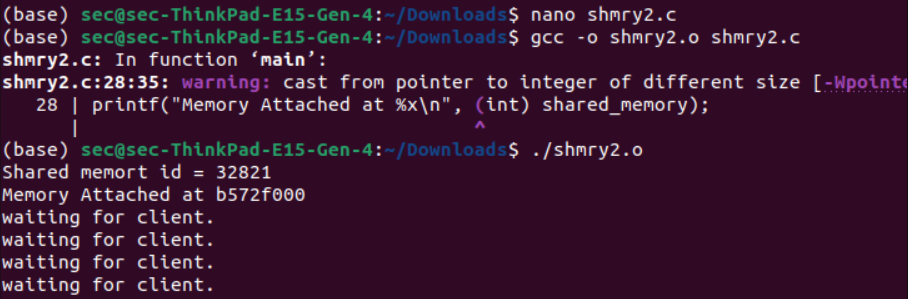 (base) sec@sec-ThinkPad-E15-Gen-4:~/Downloads$ nano shmry2.c
(base) sec@sec-ThinkPad-E15-Gen-4:~/Downloads$ gcc -o shmry2.o shmry2.c
shmry2.c: In function ‘main’:
shmry2.c:28:35: warning: cast from pointer to integer of different size [-Wpointe
28 | printf("Memory Attached at %x\n", (int) shared_memory);
| ^
(base) sec@sec-ThinkPad-E15-Gen-4:~/Downloads$ ./shmry2.o
Shared memort id = 32821
Memory Attached at b572f000
waiting for client.
waiting for client.
waiting for client.
waiting for client.